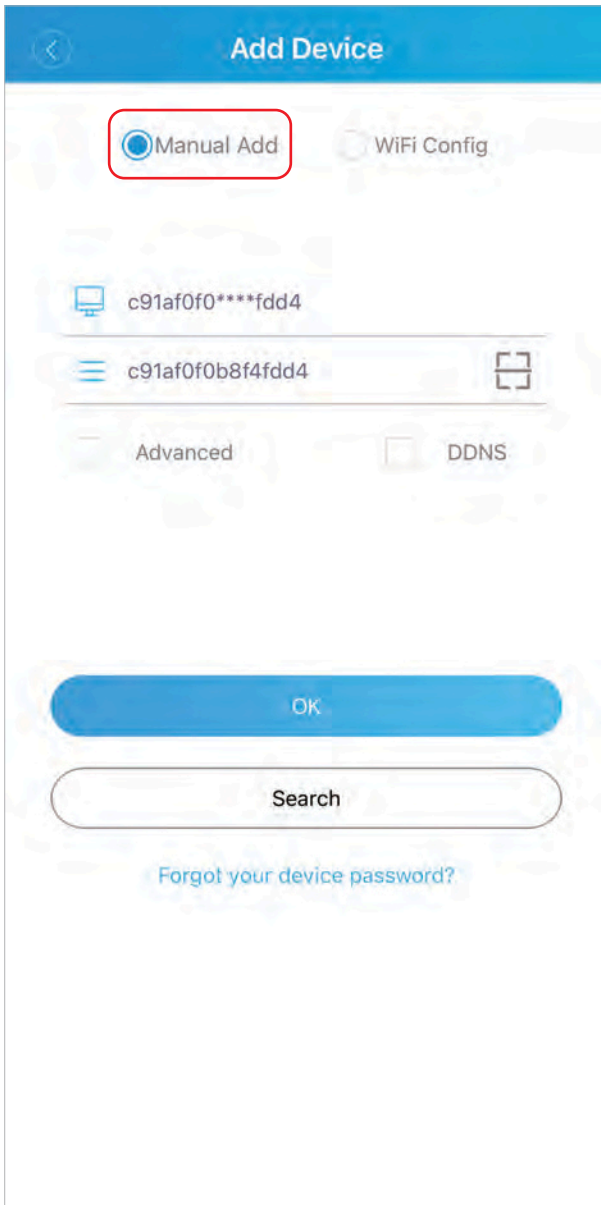 Add Device
Manual Add WiFi Config
c91af0f0****fdd4
c91af0f0b8f4fdd4
Advanced DDNS
OK
Search
Forgot your device password?